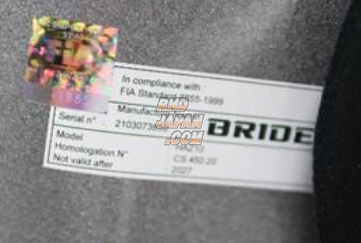 In compliance with :
FIA Standard 8855-1999
Manufacturer
BRIDE
Serial n° :
Model
Homologation N° CS.450.20
Not valid after 2027
RHD
JAPAN
.COM